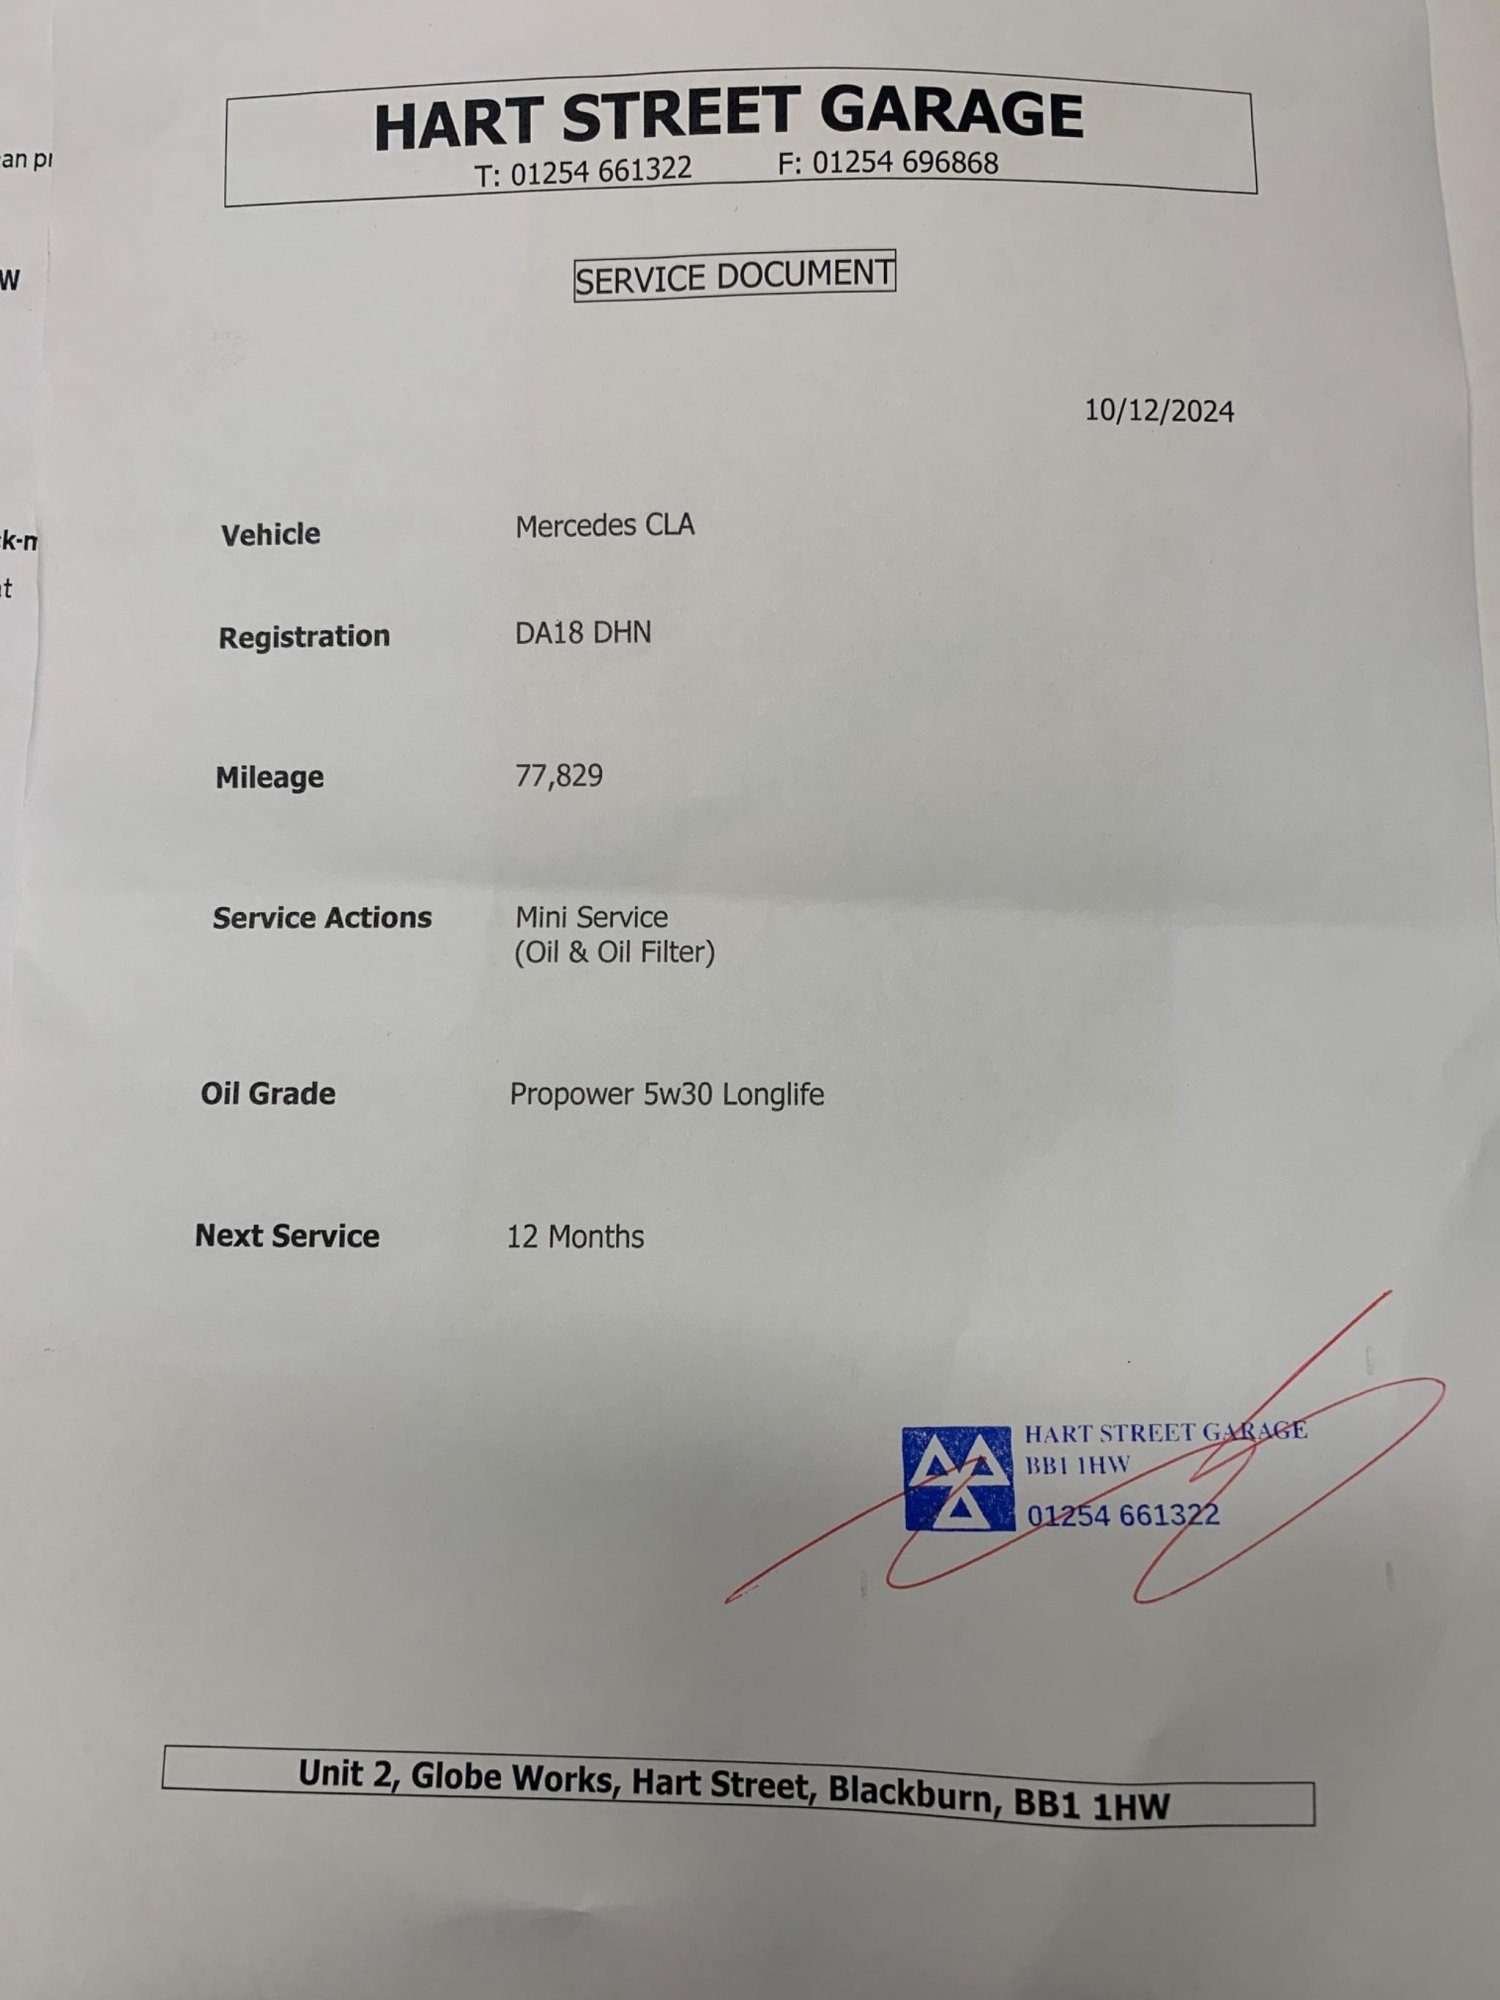 HART STREET GARAGE
T: 01254 661322 F: 01254 696868
SERVICE DOCUMENT
10/12/2024
Vehicle Mercedes CLA
Registration DA18 DHN
Mileage 77,829
Service Actions Mini Service
(Oil & Oil Filter)
Oil Grade Propower 5w30 Longlife
Next Service 12 Months
HART STREET GARAGE
BB1 1HW
01254 661322
Unit 2, Globe Works, Hart Street, Blackburn, BB1 1HW